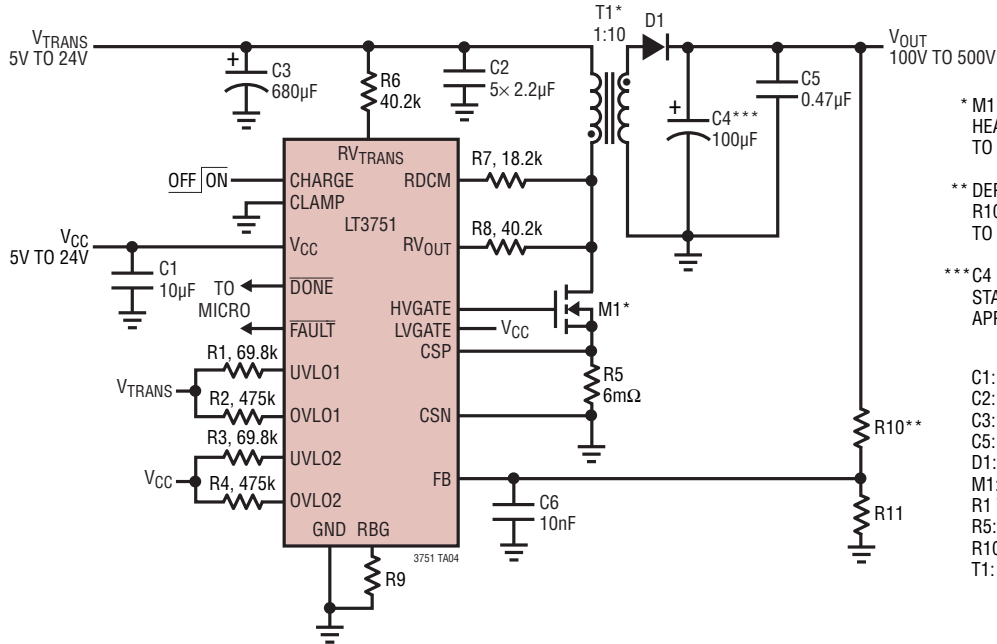 T1*
1:10
D1
VTRANS
5V TO 24V
VOUT
100V TO 500V
+
C3
680µF
R6
40.2k
C2
5× 2.2µF
+
C4***
100µF
C5
0.47µF
* M1
HEA
TO
** DEP
R10
TO
***C4
STA
APP
OFF ON
RVTRANS
CHARGE
RDCM
R7, 18.2k
CLAMP
LT3751
VCC
5V TO 24V
VCC
RVOUT
R8, 40.2k
C1
10µF
TO
MICRO
DONE
FAULT
HVGATE
LVGATE
VCC
M1*
CSP
R1, 69.8k
UVLO1
VTRANS
R2, 475k
OVLO1
CSN
R5
6mΩ
R3, 69.8k
UVLO2
VCC
R4, 475k
OVLO2
FB
C6
10nF
R10**
R11
GND RBG
3751 TA04
R9
C1:
C2:
C3:
C5:
D1:
M1:
R1
R5:
R10
T1: